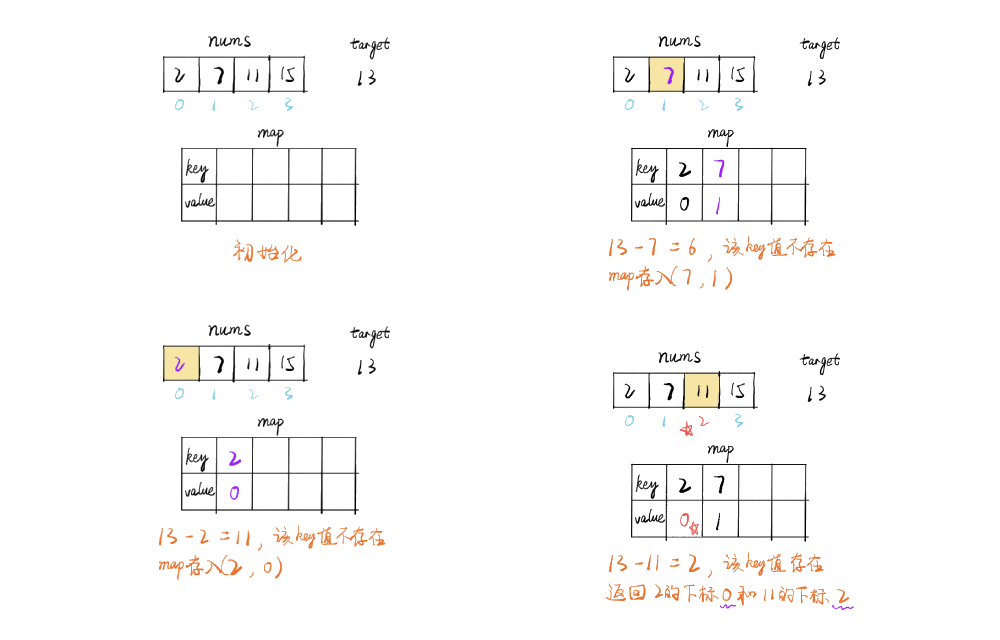 nums target
2 7 11 15 13
0 1 2 3
map
key
value
初始化
nums target
2 7 11 15 13
0 1 2 3
map
key 2
value 0
13-2=11, 该key值不存在
map存入(2, 0)
nums target
2 7 11 15 13
0 1 2 3
map
key 2 7
value 0 1
13-7=6, 该key值不存在
map存入(7, 1)
nums target
2 7 11 15 13
0 1 2 3
map
key 2 7
value 0 1
13-11=2, 该key值存在
返回2的下标0和11的下标2